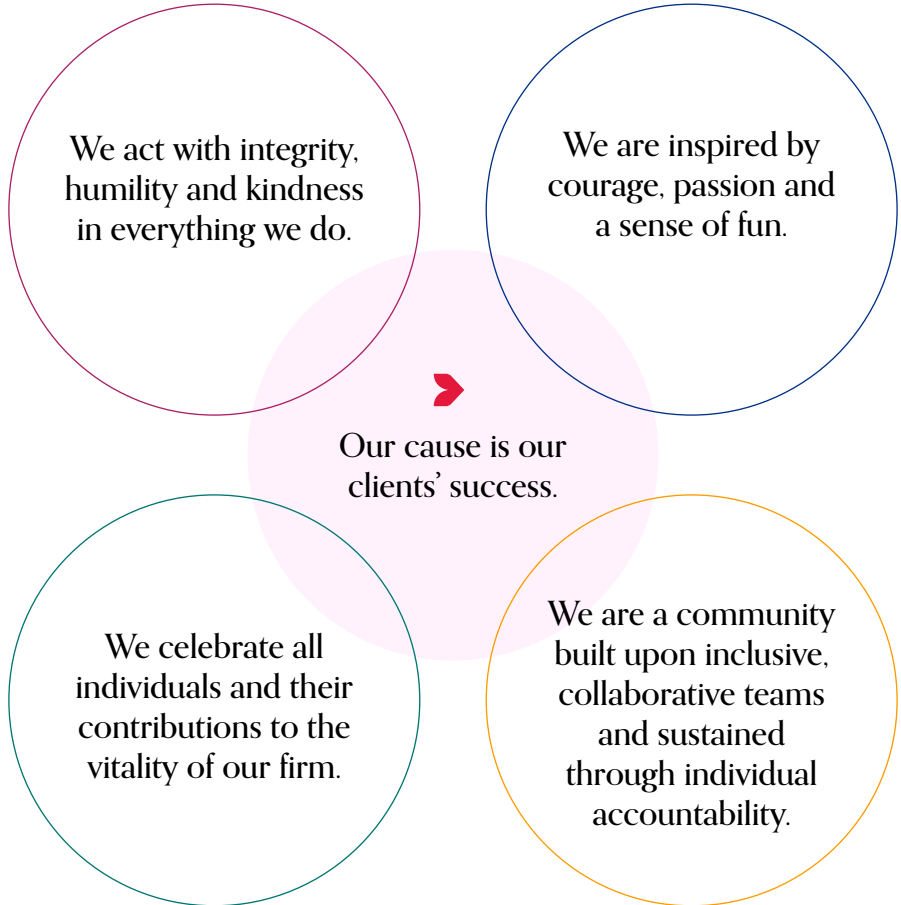 We act with integrity,
humility and kindness
in everything we do.
We are inspired by
courage, passion and
a sense of fun.
Our cause is our
clients’ success.
We celebrate all
individuals and their
contributions to the
vitality of our firm.
We are a community
built upon inclusive,
collaborative teams
and sustained
through individual
accountability.